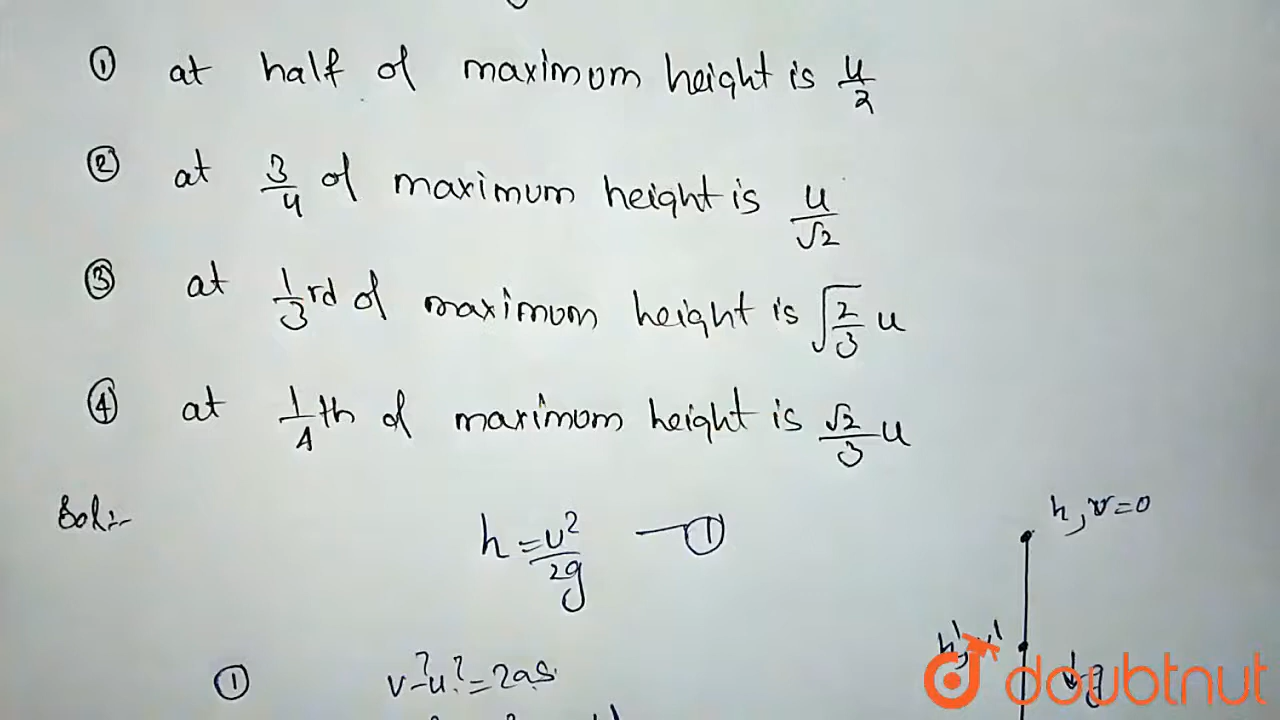 ① at half of maximum height is u/2
② at 3/4 of maximum height is u/√2
③ at 1/3rd of maximum height is √(2/3) u
④ at 1/4th of maximum height is √2/3 u
Sol:-
h = u²/2g — ①
h, v=0
① v²-u²=2as
↓g
doubtnut